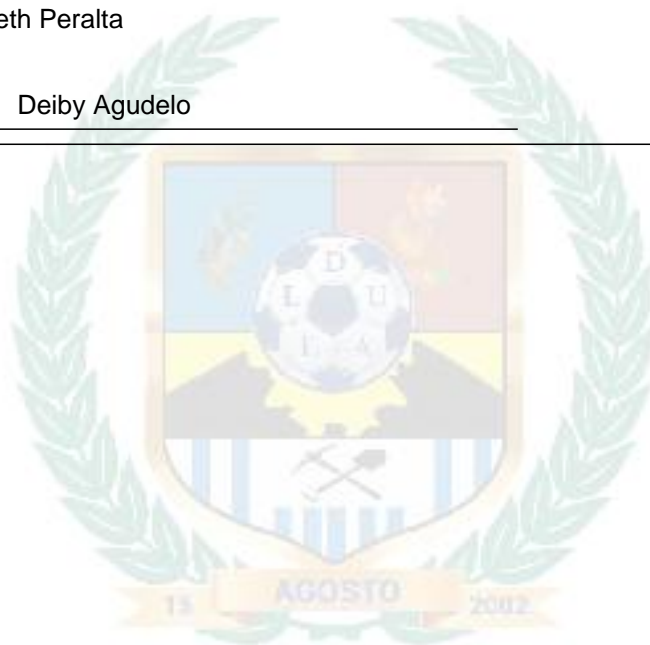 eth Peralta
Deiby Agudelo
D
L U
I A
15 AGOSTO 2002